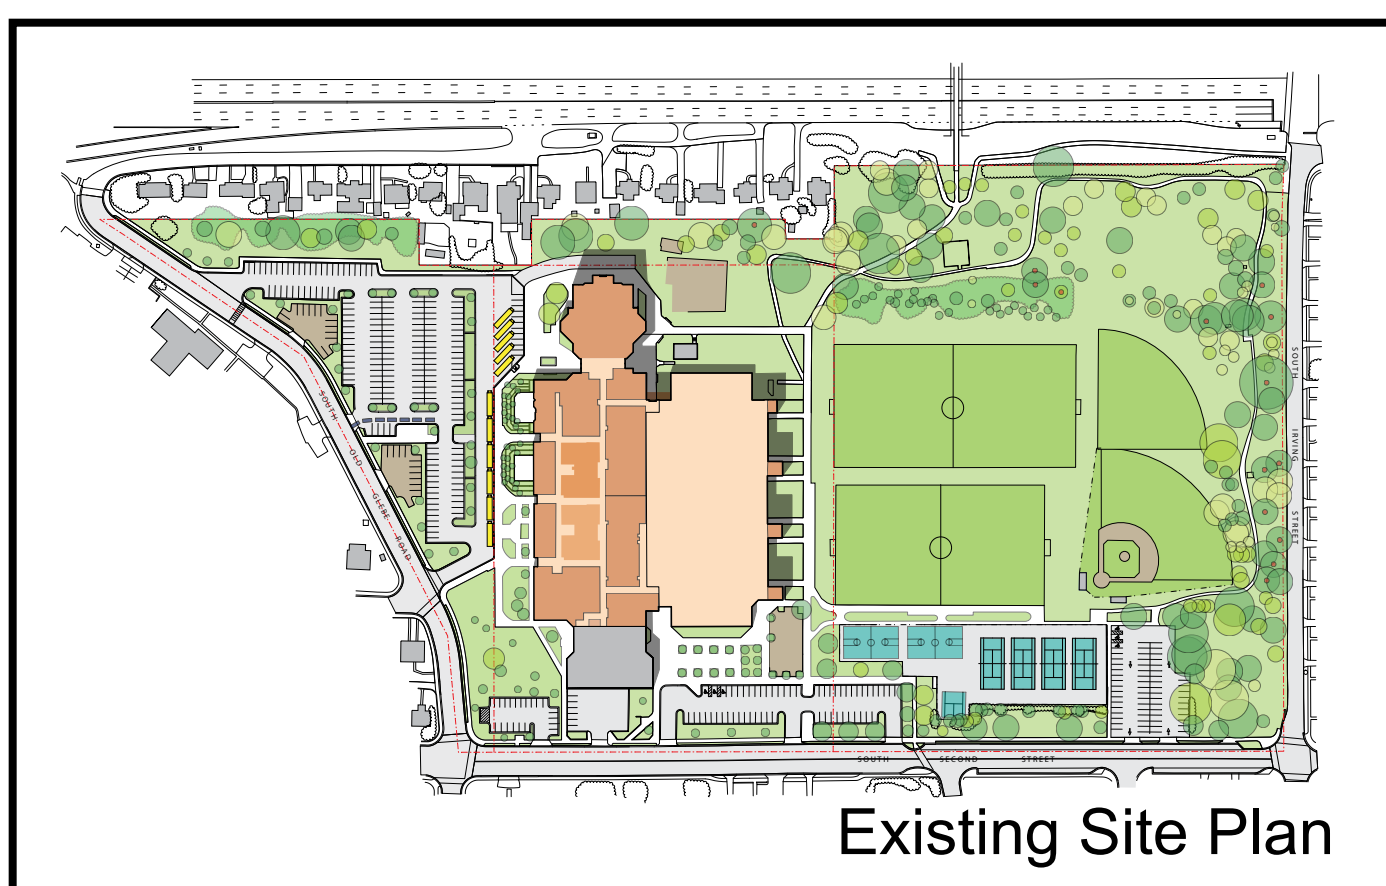 SOUTH
IRVING
STREET
SOUTH
OLD
GLEBE
ROAD
SOUTH SECOND STREET
Existing Site Plan